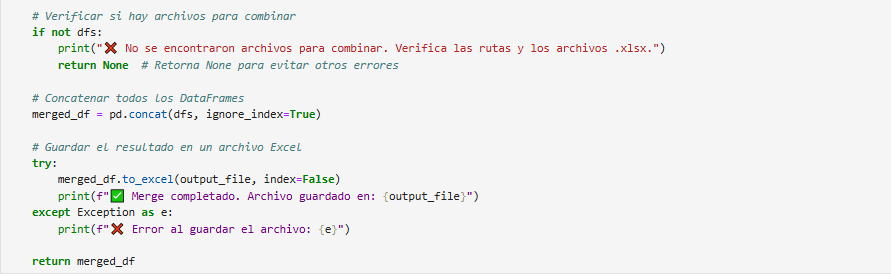 # Verificar si hay archivos para combinar
if not dfs:
    print("❌ No se encontraron archivos para combinar. Verifica las rutas y los archivos .xlsx.")
    return None  # Retorna None para evitar otros errores

# Concatenar todos los DataFrames
merged_df = pd.concat(dfs, ignore_index=True)

# Guardar el resultado en un archivo Excel
try:
    merged_df.to_excel(output_file, index=False)
    print(f"✅ Merge completado. Archivo guardado en: {output_file}")
except Exception as e:
    print(f"❌ Error al guardar el archivo: {e}")

return merged_df